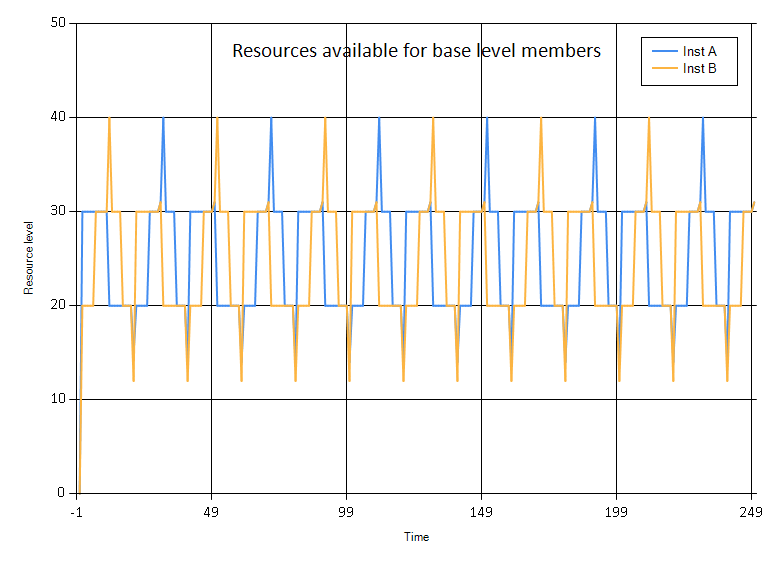 50
Resources available for base level members
Inst A
Inst B
40
30
Resource level
20
10
0
-1 49 99 149 199 249
Time